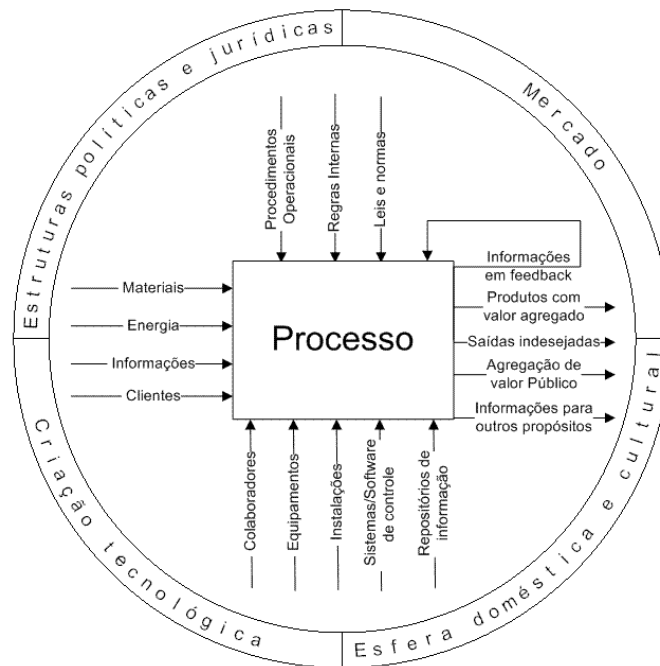 Estruturas políticas e jurídicas
Mercado
Procedimentos
Operacionais
Regras Internas
Leis e normas
Informações
em feedback
Materiais
Energia
Informações
Clientes
Processo
Produtos com
valor agregado
Saídas indesejadas
Agregação de
valor Público
Informações para
outros propósitos
Colaboradores
Equipamentos
Instalações
Sistemas/Software
de controle
Repositórios de
informação
Criação tecnológica
Esfera doméstica e cultural